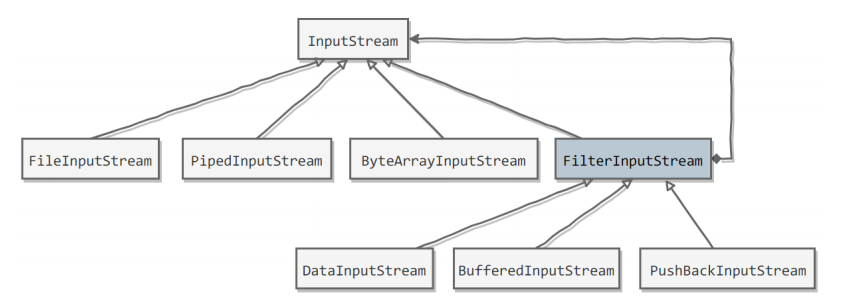 InputStream
FileInputStream
PipedInputStream
ByteArrayInputStream
FilterInputStream
DataInputStream
BufferedInputStream
PushBackInputStream